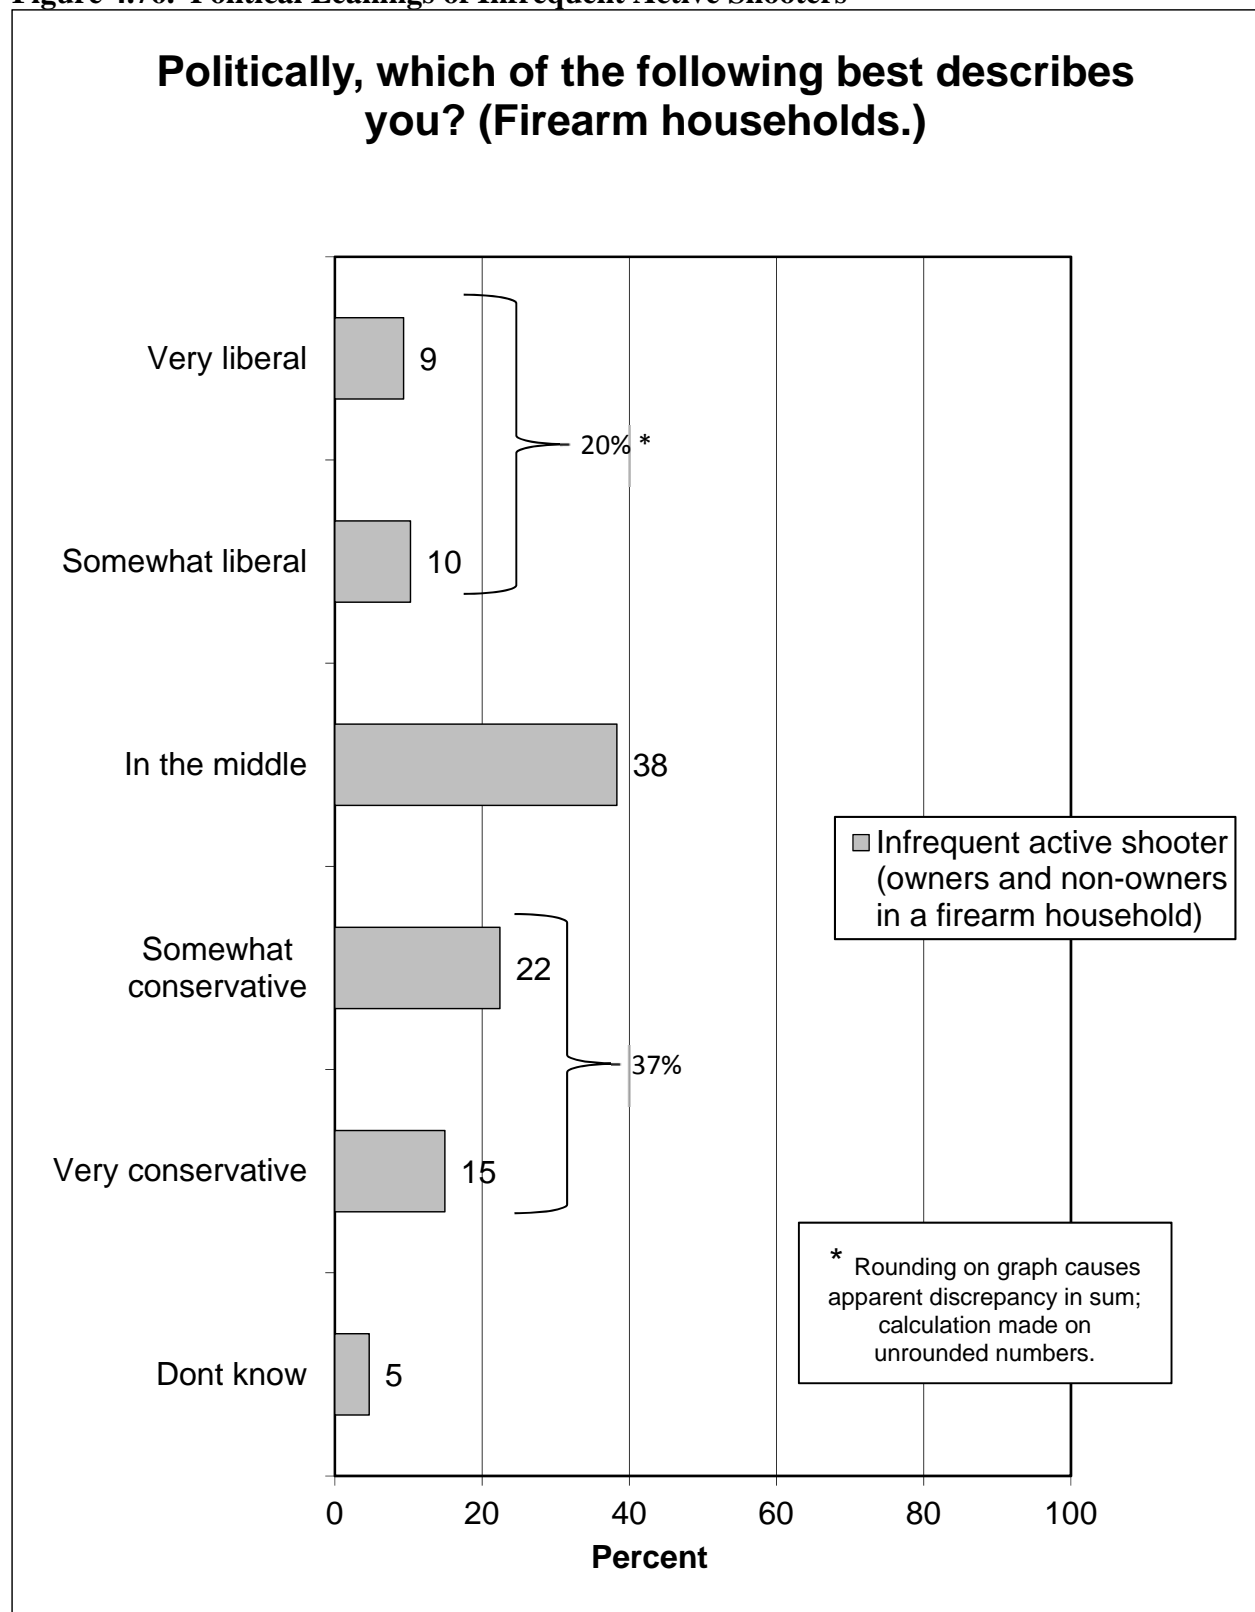 Politically, which of the following best describes
you? (Firearm households.)
Very liberal
9
20% *
Somewhat liberal
10
In the middle
38
Infrequent active shooter
(owners and non-owners
in a firearm household)
Somewhat
conservative
22
37%
Very conservative
15
* Rounding on graph causes
apparent discrepancy in sum;
calculation made on
unrounded numbers.
Dont know
5
0 20 40 60 80 100
Percent